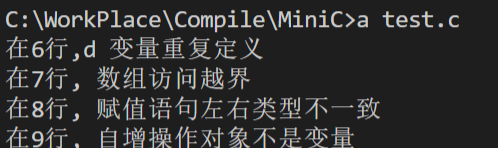 C:\WorkPlace\Compile\MiniC>a test.c
在6行,d 变量重复定义
在7行, 数组访问越界
在8行, 赋值语句左右类型不一致
在9行, 自增操作对象不是变量